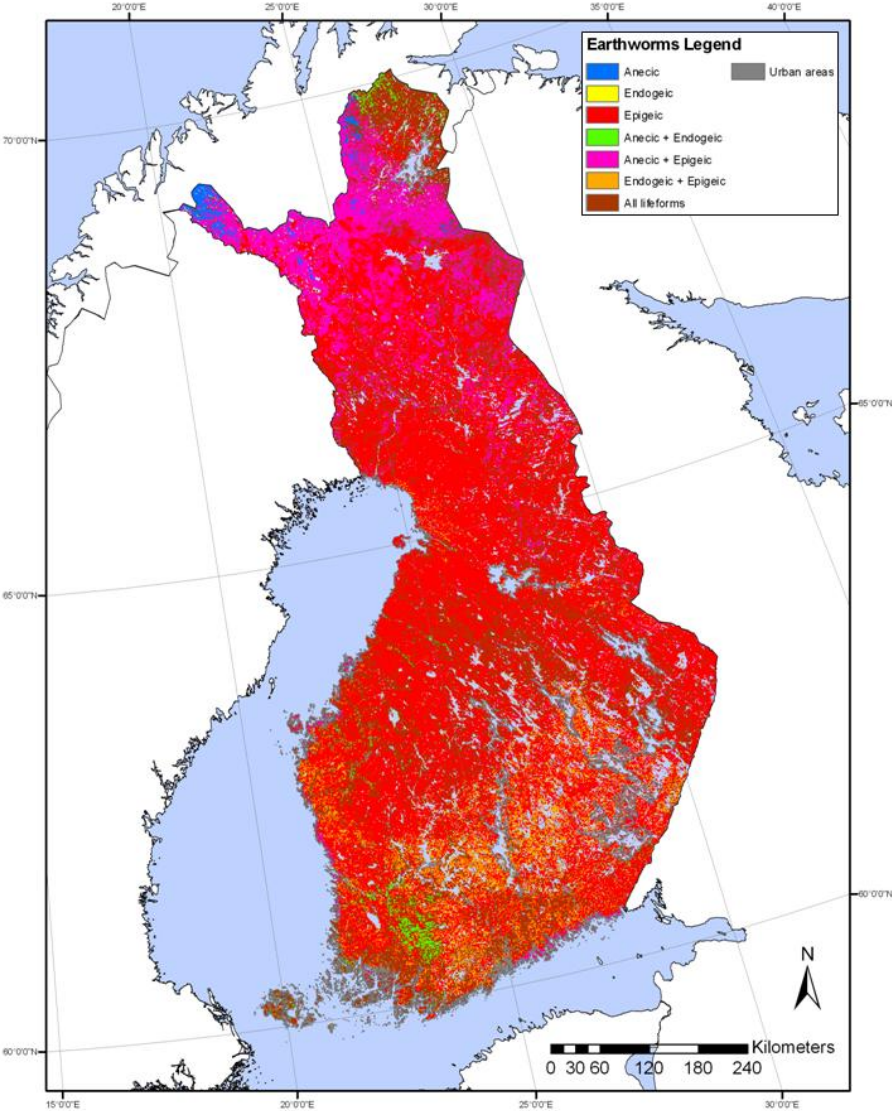 20°0'0"E 25°0'0"E 30°0'0"E 35°0'0"E 40°0'0"E
Earthworms Legend
Anecic Urban areas
Endogeic
Epigeic
Anecic + Endogeic
Anecic + Epigeic
Endogeic + Epigeic
All lifeforms
70°0'0"N
65°0'0"N
65°0'0"N
60°0'0"N
N
Kilometers
0 30 60 120 180 240
60°0'0"N
15°0'0"E 20°0'0"E 25°0'0"E 30°0'0"E